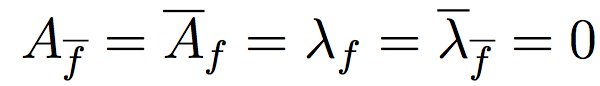 $A_{\overline{f}} = \overline{A}_f = \lambda_f = \overline{\lambda}_{\overline{f}} = 0$